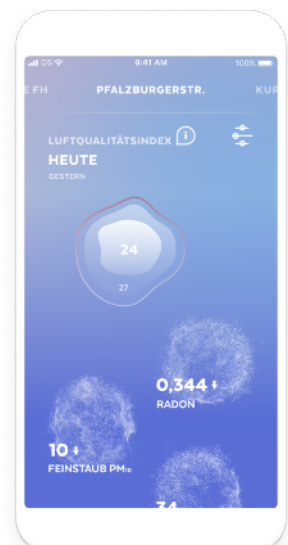 GS 9:41 AM 100%
E FH PFALZBURGERSTR. KUR
LUFTQUALITÄTSINDEX i
HEUTE
GESTERN
24
27
0,344
RADON
10
FEINSTAUB PM₁₀
34